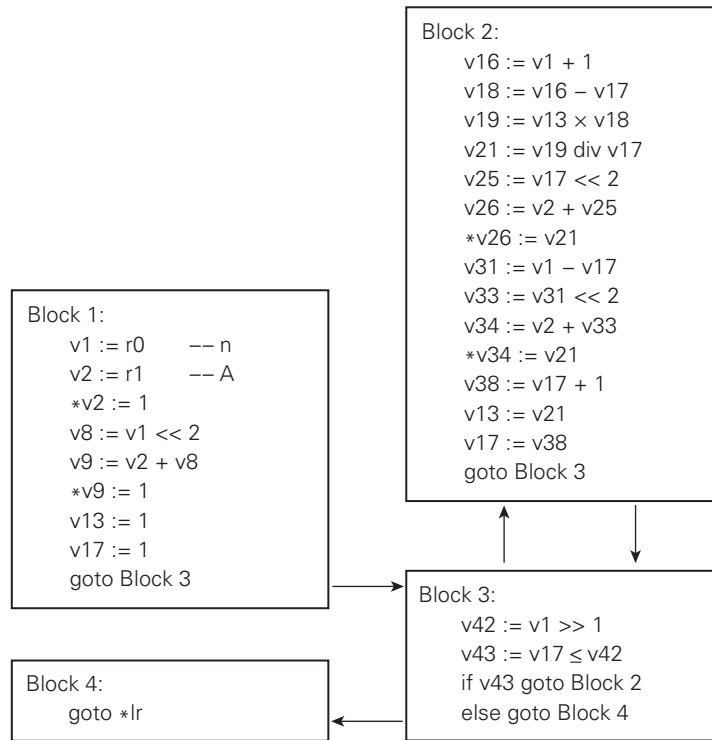 Block 1:
v1 := r0 –– n
v2 := r1 –– A
*v2 := 1
v8 := v1 << 2
v9 := v2 + v8
*v9 := 1
v13 := 1
v17 := 1
goto Block 3
Block 2:
v16 := v1 + 1
v18 := v16 – v17
v19 := v13 × v18
v21 := v19 div v17
v25 := v17 << 2
v26 := v2 + v25
*v26 := v21
v31 := v1 – v17
v33 := v31 << 2
v34 := v2 + v33
*v34 := v21
v38 := v17 + 1
v13 := v21
v17 := v38
goto Block 3
Block 3:
v42 := v1 >> 1
v43 := v17 ≤ v42
if v43 goto Block 2
else goto Block 4
Block 4:
goto *lr